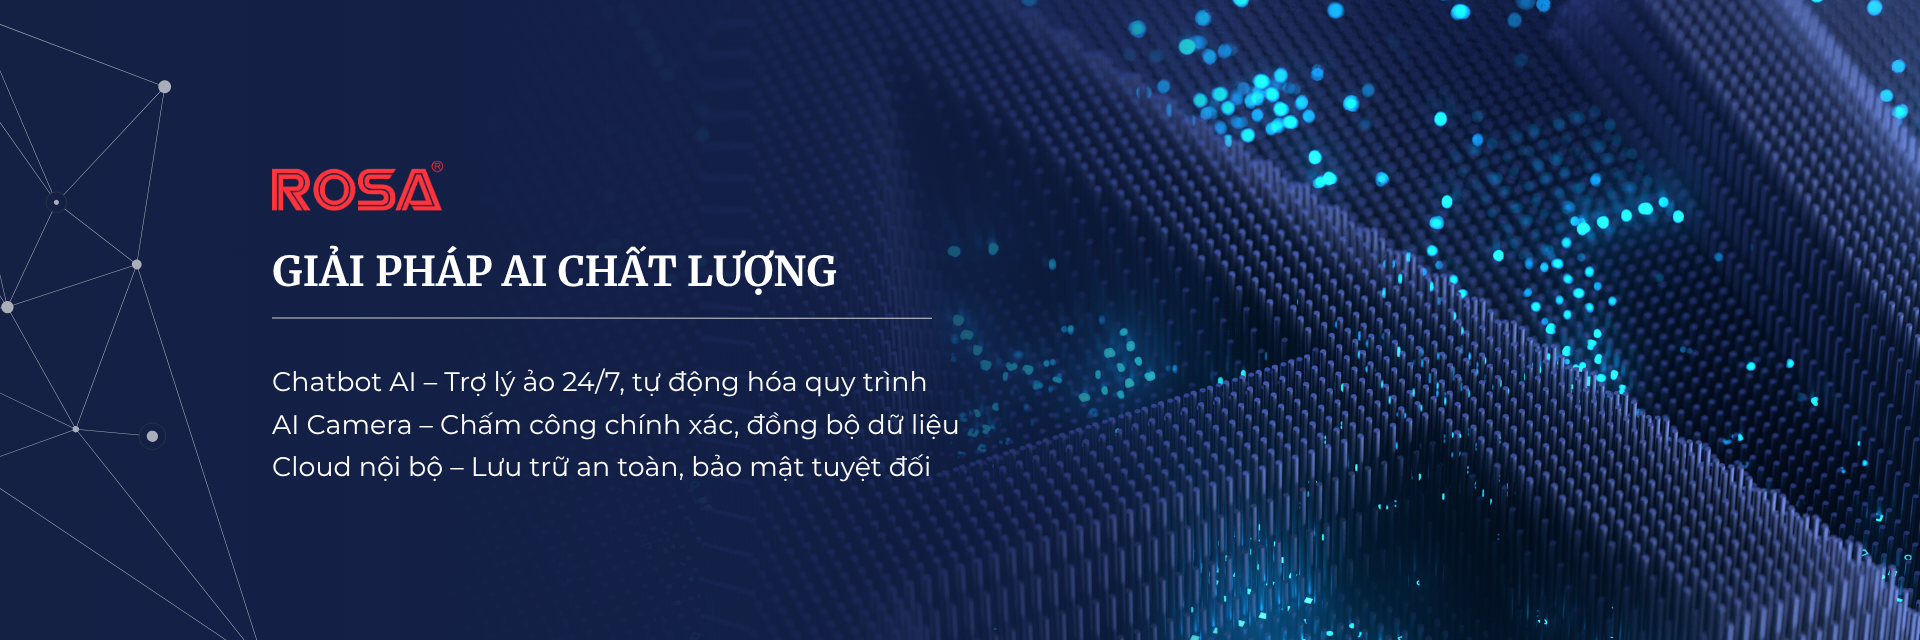 ROSA®
GIẢI PHÁP AI CHẤT LƯỢNG
Chatbot AI – Trợ lý ảo 24/7, tự động hóa quy trình
AI Camera – Chấm công chính xác, đồng bộ dữ liệu
Cloud nội bộ – Lưu trữ an toàn, bảo mật tuyệt đối